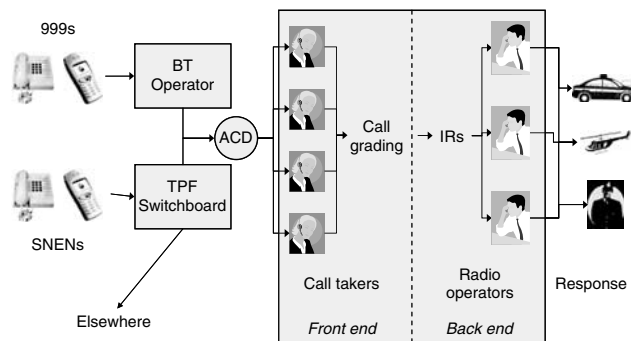 999s
BT
Operator
ACD
TPF
Switchboard
SNENs
Elsewhere
Call
grading
IRs
Call takers
Radio
operators
Response
Front end
Back end